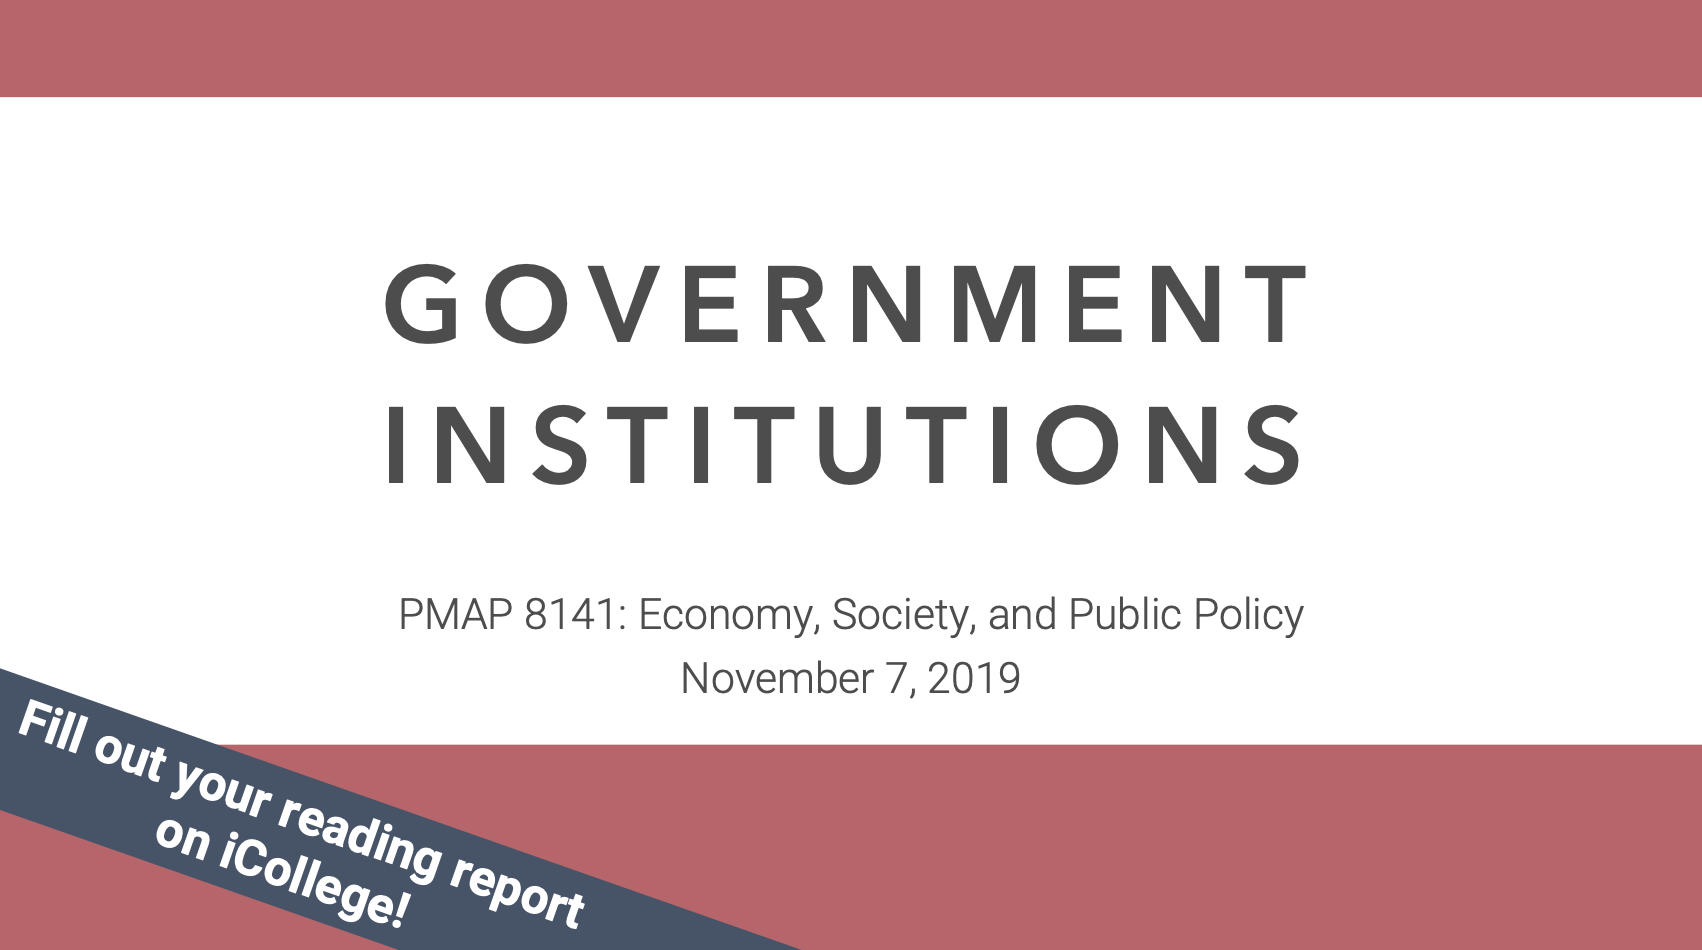 GOVERNMENT
INSTITUTIONS
PMAP 8141: Economy, Society, and Public Policy
November 7, 2019
Fill out your reading report
on iCollege!